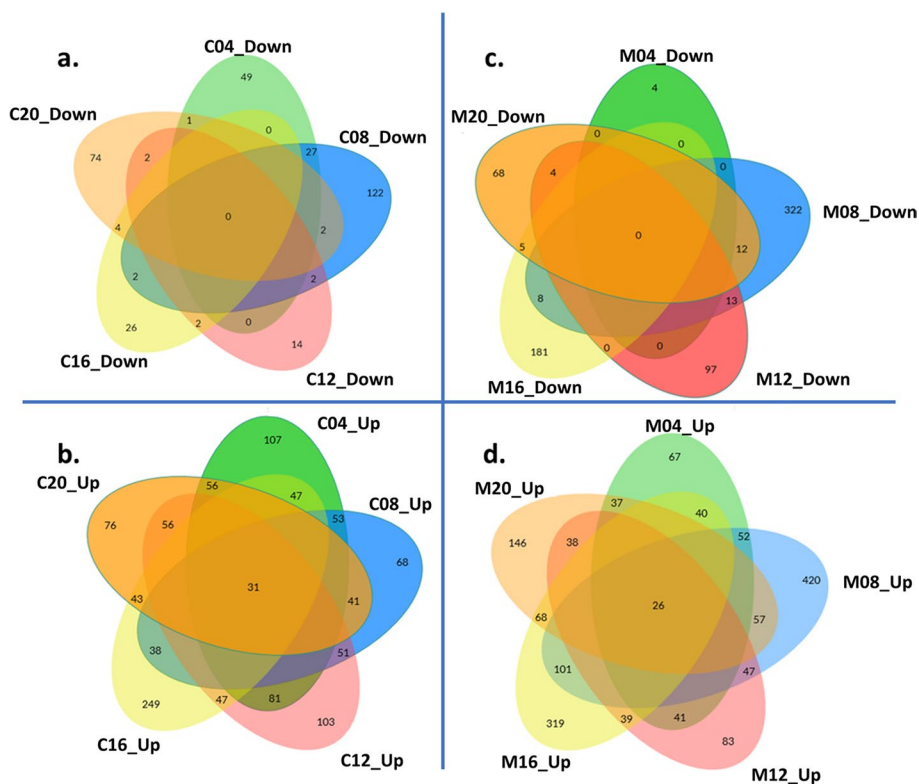 a.
C04_Down
49
C20_Down
1
0
C08_Down
27
74
2
122
0
4
2
2
2
26
2
0
14
C16_Down
C12_Down
c.
M04_Down
4
M20_Down
0
0
0
68
4
322
M08_Down
0
5
12
8
13
0
0
181
97
M16_Down
M12_Down
b.
C04_Up
107
C20_Up
56
47
C08_Up
53
76
56
68
31
43
41
38
51
249
47
81
103
C16_Up
C12_Up
d.
M04_Up
67
M20_Up
37
40
52
146
38
420
M08_Up
26
68
57
101
47
319
39
41
83
M16_Up
M12_Up